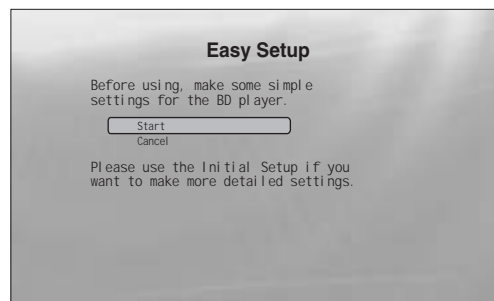 Easy Setup
Before using, make some simple
settings for the BD player.
Start
Cancel
Please use the Initial Setup if you
want to make more detailed settings.